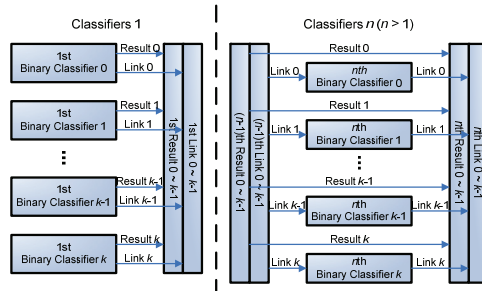 Classifiers 1
1st
Binary Classifier 0
Result 0
Link 0
1st
Binary Classifier 1
Result 1
Link 1
...
1st
Binary Classifier k-1
Result k-1
Link k-1
1st
Binary Classifier k
Result k
Link k
1st Result 0 ~ k-1
1st Link 0 ~ k-1
Classifiers n (n > 1)
(n-1)th Result 0 ~ k-1
(n-1)th Link 0 ~ k-1
Result 0
Link 0
nth
Binary Classifier 0
Link 0
Result 1
Link 1
nth
Binary Classifier 1
Link 1
...
Result k-1
Link k-1
nth
Binary Classifier k-1
Link k-1
Result k
Link k
nth
Binary Classifier k
Link k
nth Result 0 ~ k-1
nth Link 0 ~ k-1